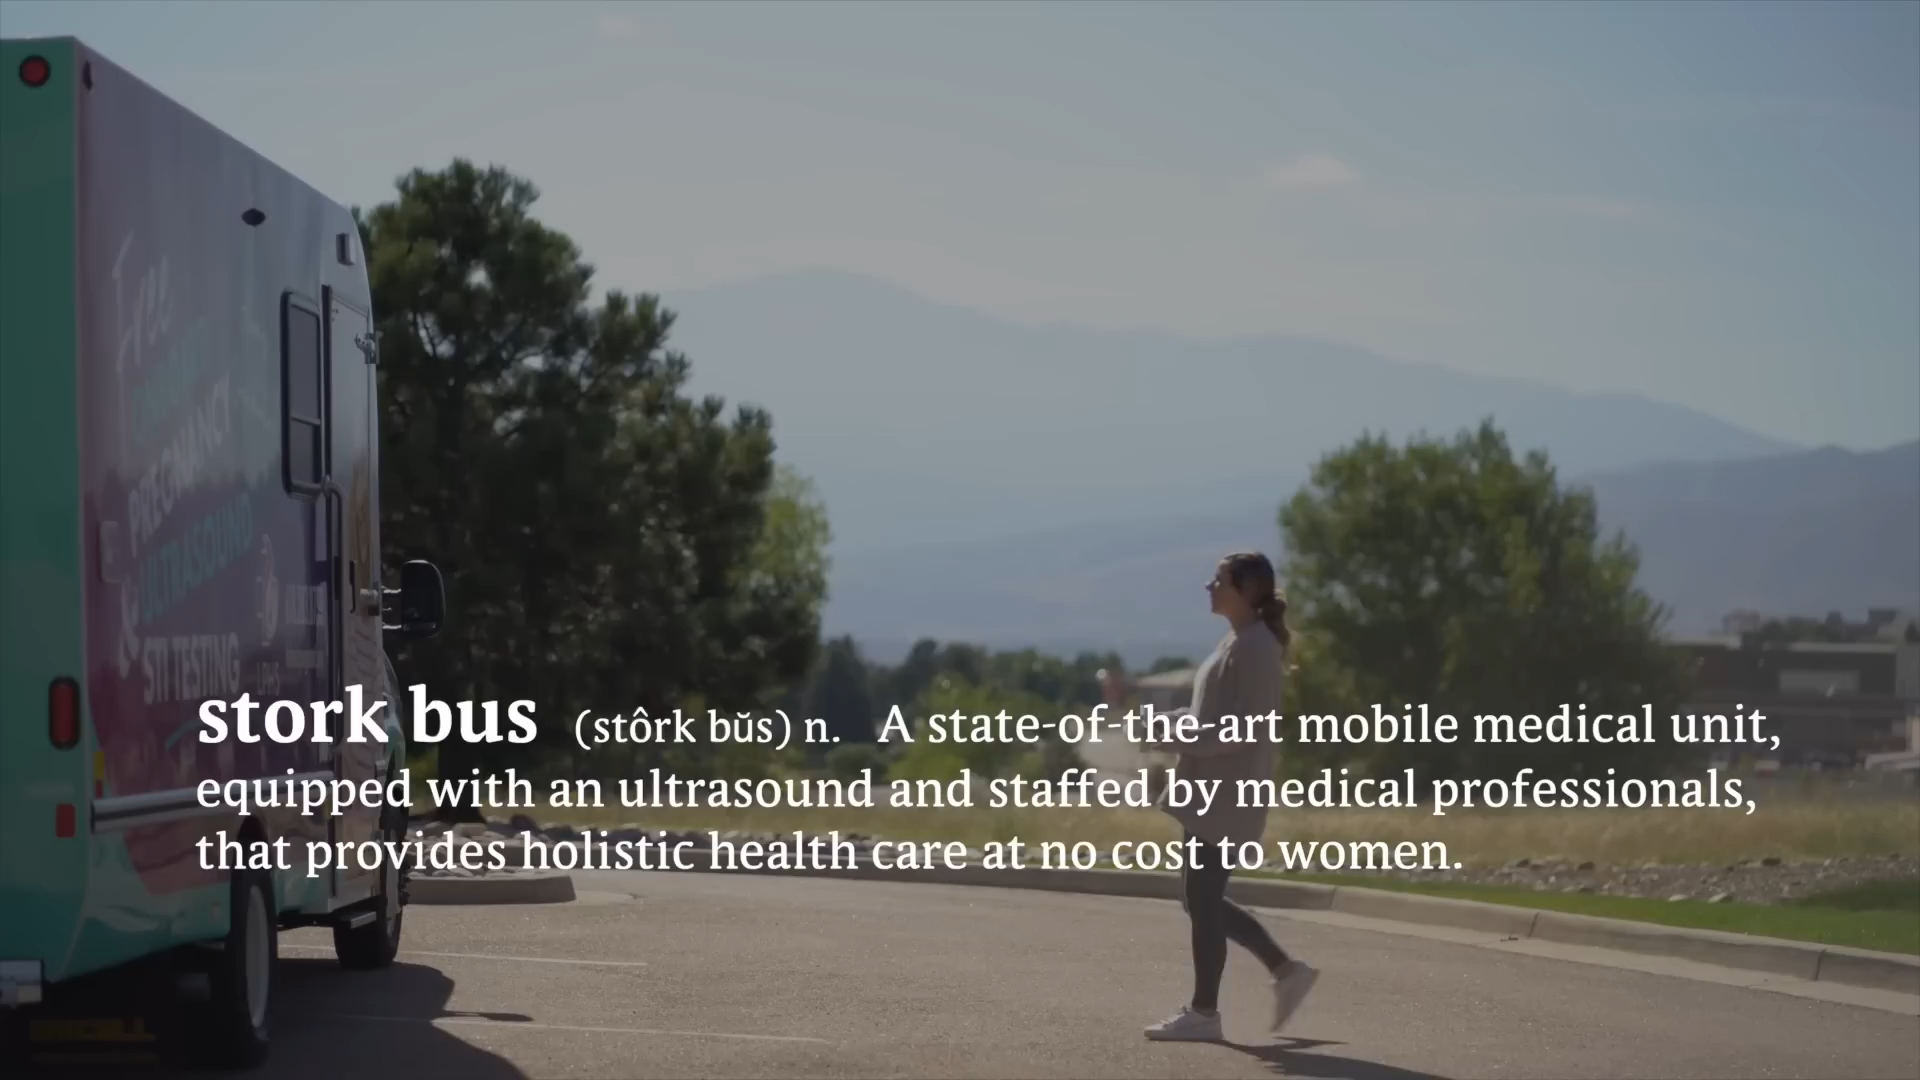 Free
PREGNANCY
ULTRASOUND
&
STI TESTING
stork bus (stôrk bŭs) n. A state-of-the-art mobile medical unit,
equipped with an ultrasound and staffed by medical professionals,
that provides holistic health care at no cost to women.